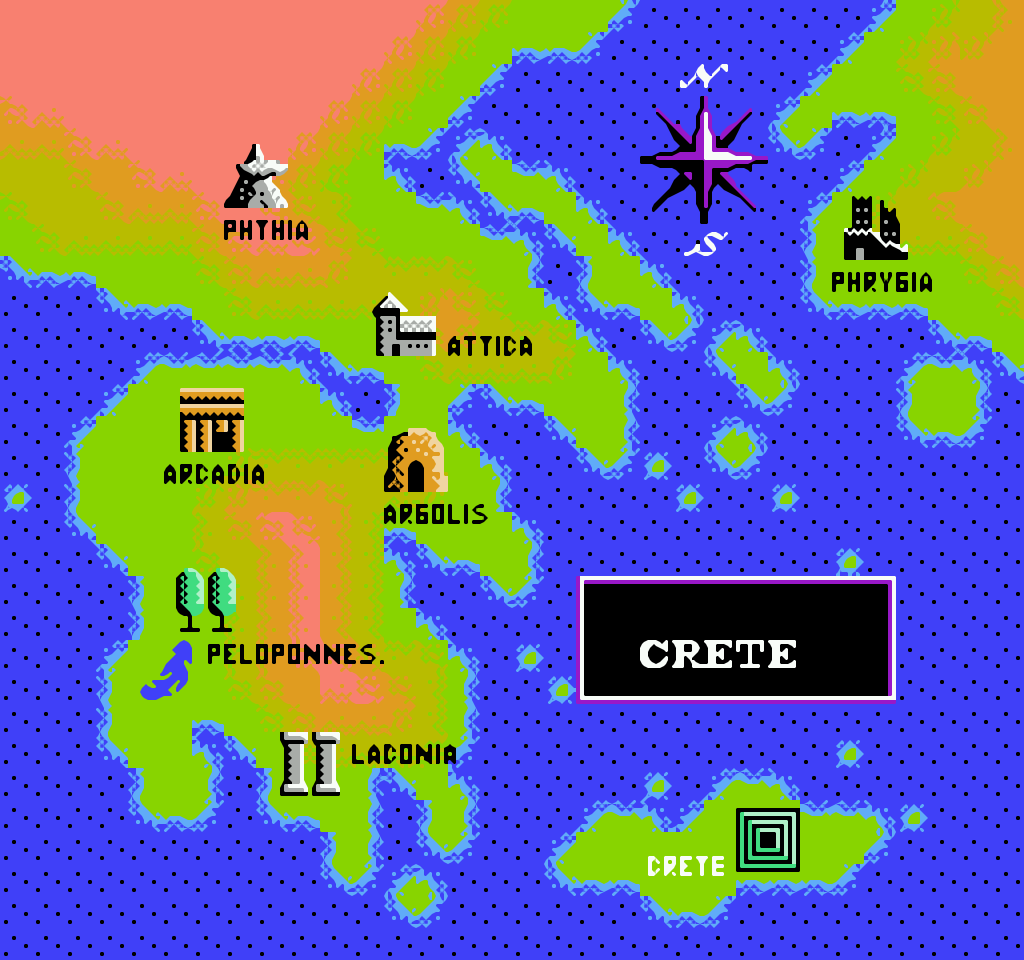 N
PHTHIA
S
PHRYGIA
ATTICA
ARCADIA
ARGOLIS
CRETE
PELOPONNES.
LACONIA
CRETE